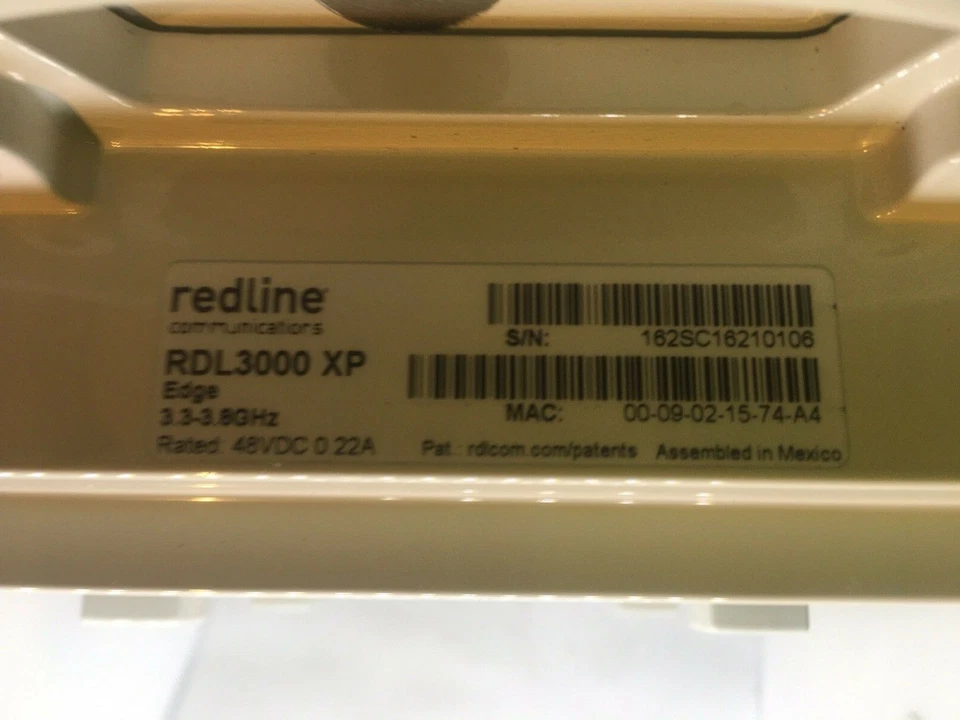 redline
communications
RDL3000 XP
Edge
3.3-3.8GHz
Rated: 48VDC 0.22A
S/N: 162SC16210106
MAC: 00-09-02-15-74-A4
Pat.: rdlcom.com/patents Assembled in Mexico